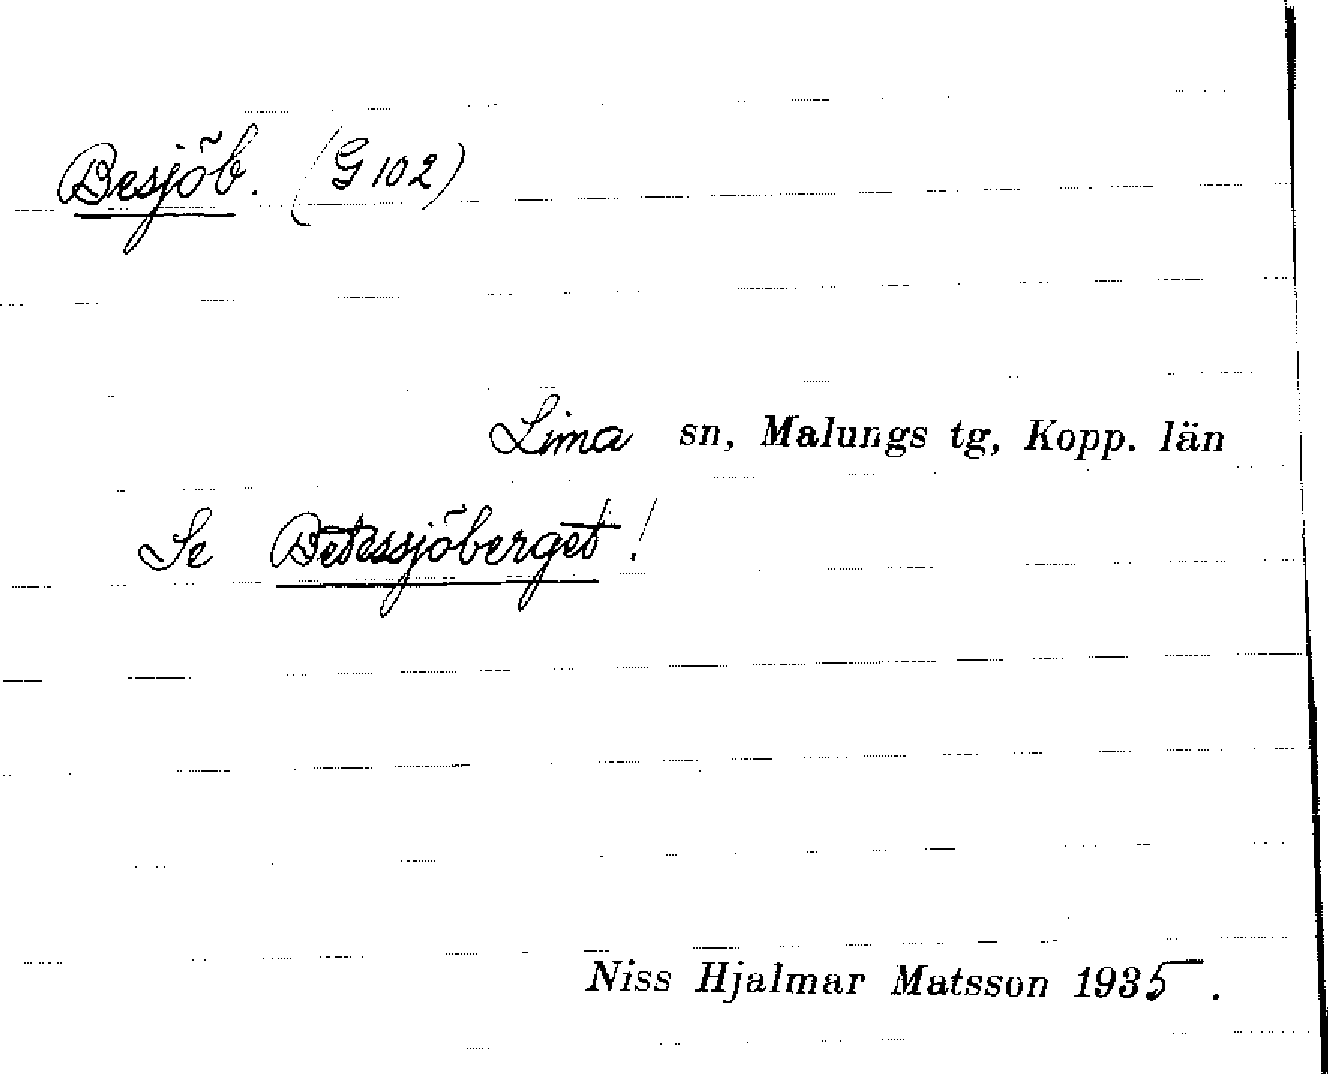 Besjöb. (G 102)
Lima sn, Malungs tg, Kopp. län
Se Betessjöberget!
Niss Hjalmar Matsson 1935.